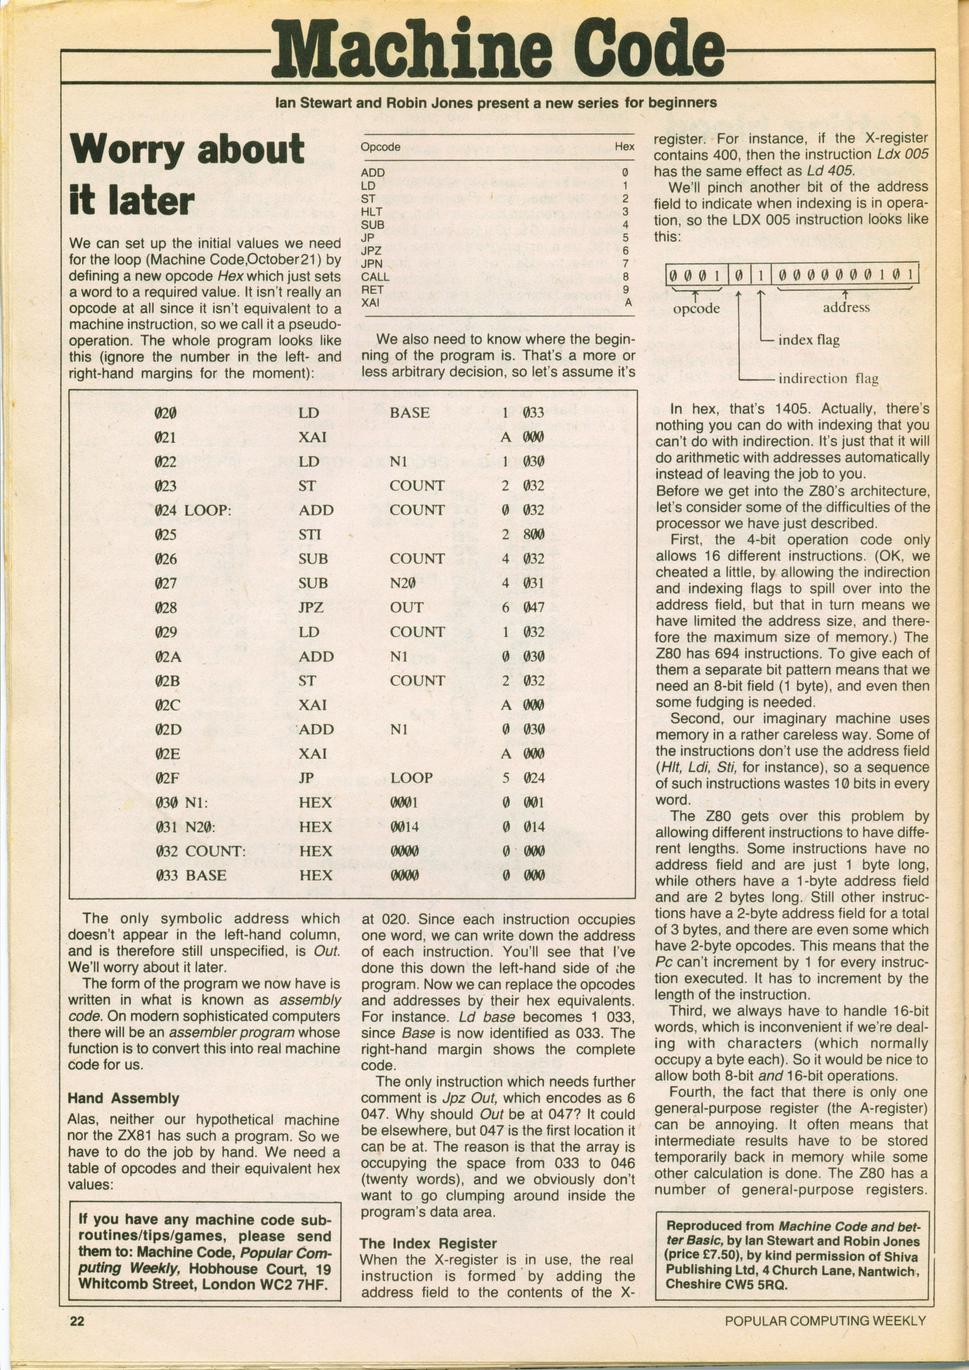 Machine Code
Ian Stewart and Robin Jones present a new series for beginners
Worry about
it later
We can set up the initial values we need
for the loop (Machine Code,October 21) by
defining a new opcode Hex which just sets
a word to a required value. It isn't really an
opcode at all since it isn't equivalent to a
machine instruction, so we call it a pseudo-
operation. The whole program looks like
this (ignore the number in the left- and
right-hand margins for the moment):
Opcode Hex
ADD 0
LD 1
ST 2
HLT 3
SUB 4
JP 5
JPZ 6
JPN 7
CALL 8
RET 9
XAI A
We also need to know where the begin-
ning of the program is. That's a more or
less arbitrary decision, so let's assume it's
020 LD BASE 1 033
021 XAI A 000
022 LD N1 1 030
023 ST COUNT 2 032
024 LOOP: ADD COUNT 0 032
025 STI 2 800
026 SUB COUNT 4 032
027 SUB N20 4 031
028 JPZ OUT 6 047
029 LD COUNT 1 032
02A ADD N1 0 030
02B ST COUNT 2 032
02C XAI A 000
02D ADD N1 0 030
02E XAI A 000
02F JP LOOP 5 024
030 N1: HEX 0001 0 001
031 N20: HEX 0014 0 014
032 COUNT: HEX 0000 0 000
033 BASE HEX 0000 0 000
The only symbolic address which
doesn't appear in the left-hand column,
and is therefore still unspecified, is Out.
We'll worry about it later.
The form of the program we now have is
written in what is known as assembly
code. On modern sophisticated computers
there will be an assembler program whose
function is to convert this into real machine
code for us.
Hand Assembly
Alas, neither our hypothetical machine
nor the ZX81 has such a program. So we
have to do the job by hand. We need a
table of opcodes and their equivalent hex
values:
If you have any machine code sub-
routines/tips/games, please send
them to: Machine Code, Popular Com-
puting Weekly, Hobhouse Court, 19
Whitcomb Street, London WC2 7HF.
at 020. Since each instruction occupies
one word, we can write down the address
of each instruction. You'll see that I've
done this down the left-hand side of the
program. Now we can replace the opcodes
and addresses by their hex equivalents.
For instance. Ld base becomes 1 033,
since Base is now identified as 033. The
right-hand margin shows the complete
code.
The only instruction which needs further
comment is Jpz Out, which encodes as 6
047. Why should Out be at 047? It could
be elsewhere, but 047 is the first location it
can be at. The reason is that the array is
occupying the space from 033 to 046
(twenty words), and we obviously don't
want to go clumping around inside the
program's data area.
The Index Register
When the X-register is in use, the real
instruction is formed by adding the
address field to the contents of the X-
register. For instance, if the X-register
contains 400, then the instruction Ldx 005
has the same effect as Ld 405.
We'll pinch another bit of the address
field to indicate when indexing is in opera-
tion, so the LDX 005 instruction looks like
this:
0 0 0 1 0 1 0 0 0 0 0 0 0 1 0 1
opcode address
index flag
indirection flag
In hex, that's 1405. Actually, there's
nothing you can do with indexing that you
can't do with indirection. It's just that it will
do arithmetic with addresses automatically
instead of leaving the job to you.
Before we get into the Z80's architecture,
let's consider some of the difficulties of the
processor we have just described.
First, the 4-bit operation code only
allows 16 different instructions. (OK, we
cheated a little, by allowing the indirection
and indexing flags to spill over into the
address field, but that in turn means we
have limited the address size, and there-
fore the maximum size of memory.) The
Z80 has 694 instructions. To give each of
them a separate bit pattern means that we
need an 8-bit field (1 byte), and even then
some fudging is needed.
Second, our imaginary machine uses
memory in a rather careless way. Some of
the instructions don't use the address field
(Hlt, Ldi, Sti, for instance), so a sequence
of such instructions wastes 10 bits in every
word.
The Z80 gets over this problem by
allowing different instructions to have diffe-
rent lengths. Some instructions have no
address field and are just 1 byte long,
while others have a 1-byte address field
and are 2 bytes long. Still other instruc-
tions have a 2-byte address field for a total
of 3 bytes, and there are even some which
have 2-byte opcodes. This means that the
Pc can't increment by 1 for every instruc-
tion executed. It has to increment by the
length of the instruction.
Third, we always have to handle 16-bit
words, which is inconvenient if we're deal-
ing with characters (which normally
occupy a byte each). So it would be nice to
allow both 8-bit and 16-bit operations.
Fourth, the fact that there is only one
general-purpose register (the A-register)
can be annoying. It often means that
intermediate results have to be stored
temporarily back in memory while some
other calculation is done. The Z80 has a
number of general-purpose registers.
Reproduced from Machine Code and bet-
ter Basic, by Ian Stewart and Robin Jones
(price £7.50), by kind permission of Shiva
Publishing Ltd, 4 Church Lane, Nantwich,
Cheshire CW5 5RQ.
22
POPULAR COMPUTING WEEKLY